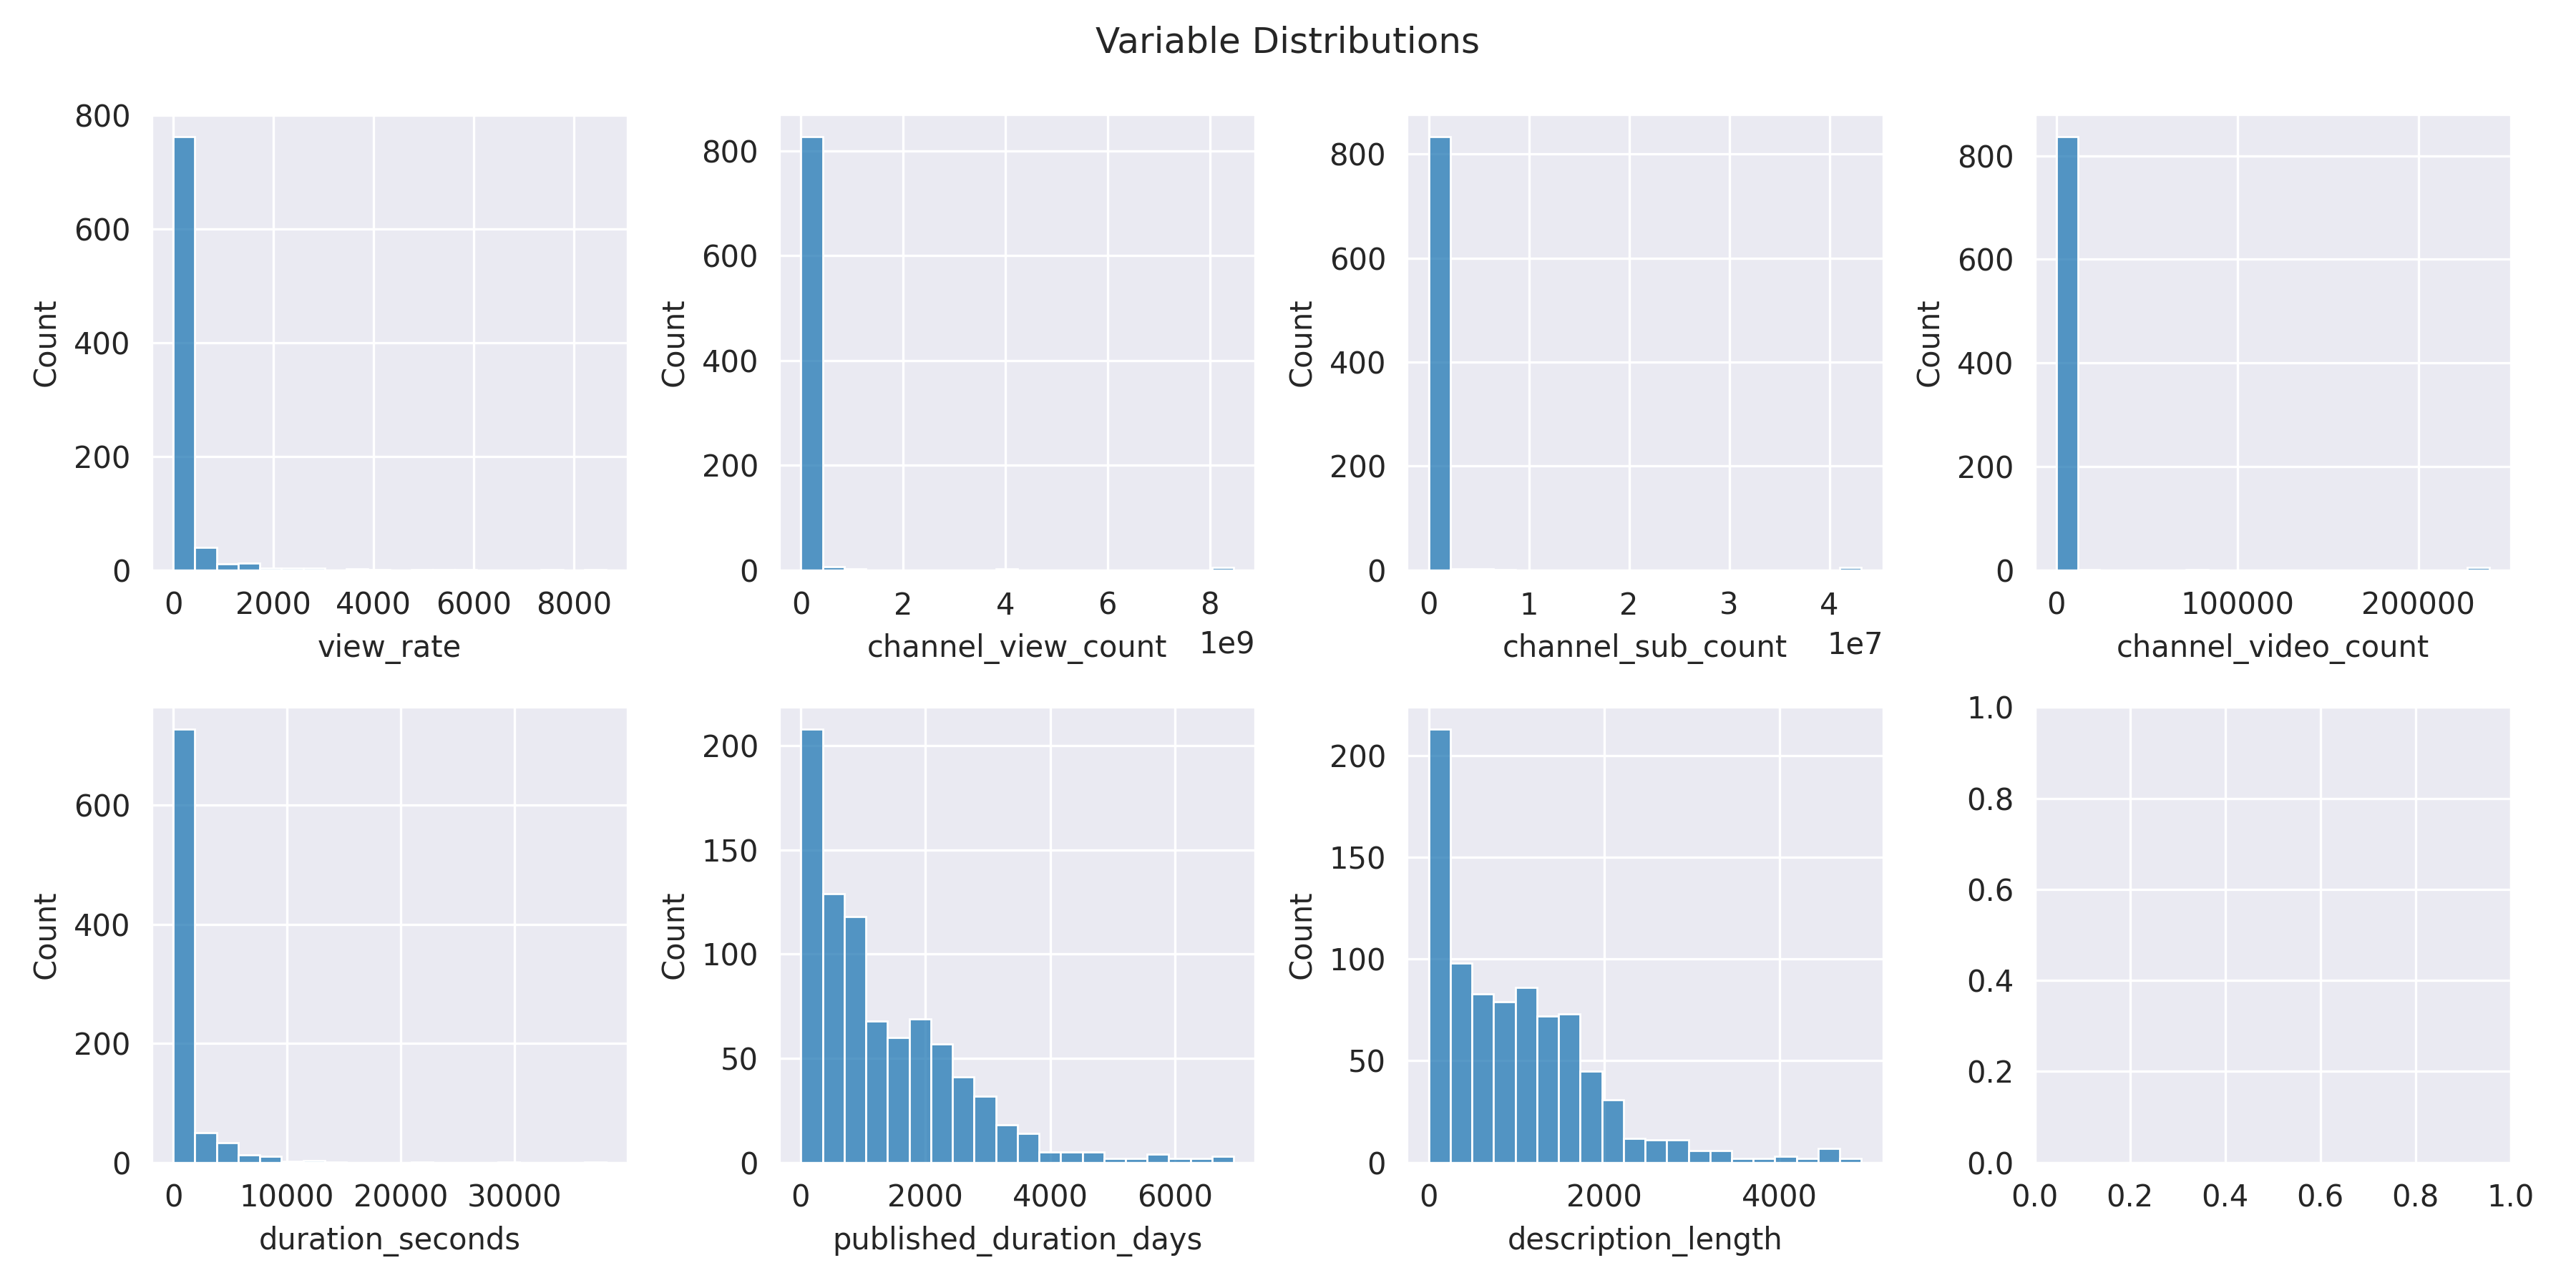 Variable Distributions
800
600
400
200
0
Count
0 2000 4000 6000 8000
view_rate
800
600
400
200
0
Count
0 2 4 6 8
1e9
channel_view_count
800
600
400
200
0
Count
0 1 2 3 4
1e7
channel_sub_count
800
600
400
200
0
Count
0 100000 200000
channel_video_count
600
400
200
0
Count
0 10000 20000 30000
duration_seconds
200
150
100
50
0
Count
0 2000 4000 6000
published_duration_days
200
150
100
50
0
Count
0 2000 4000
description_length
1.0
0.8
0.6
0.4
0.2
0.0
0.0 0.2 0.4 0.6 0.8 1.0